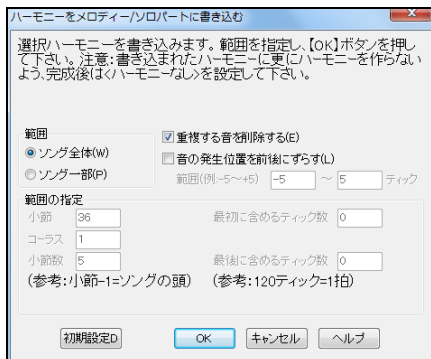 ハーモニーをメロディー/ソロパートに書き込む
選択ハーモニーを書き込みます。範囲を指定し、【OK】ボタンを押し
て下さい。注意:書き込まれたハーモニーに更にハーモニーを作らない
よう、完成後は<ハーモニーなし>を設定して下さい。
範囲
ソング全体(W)
ソング一部(P)
重複する音を削除する(E)
音の発生位置を前後にずらす(L)
範囲(例:-5~+5) -5 ~ 5 ティック
範囲の指定
小節 36 最初に含めるティック数 0
コーラス 1
小節数 5 最後に含めるティック数 0
(参考:小節-1=ソングの頭) (参考:120ティック=1拍)
初期設定D OK キャンセル ヘルプ